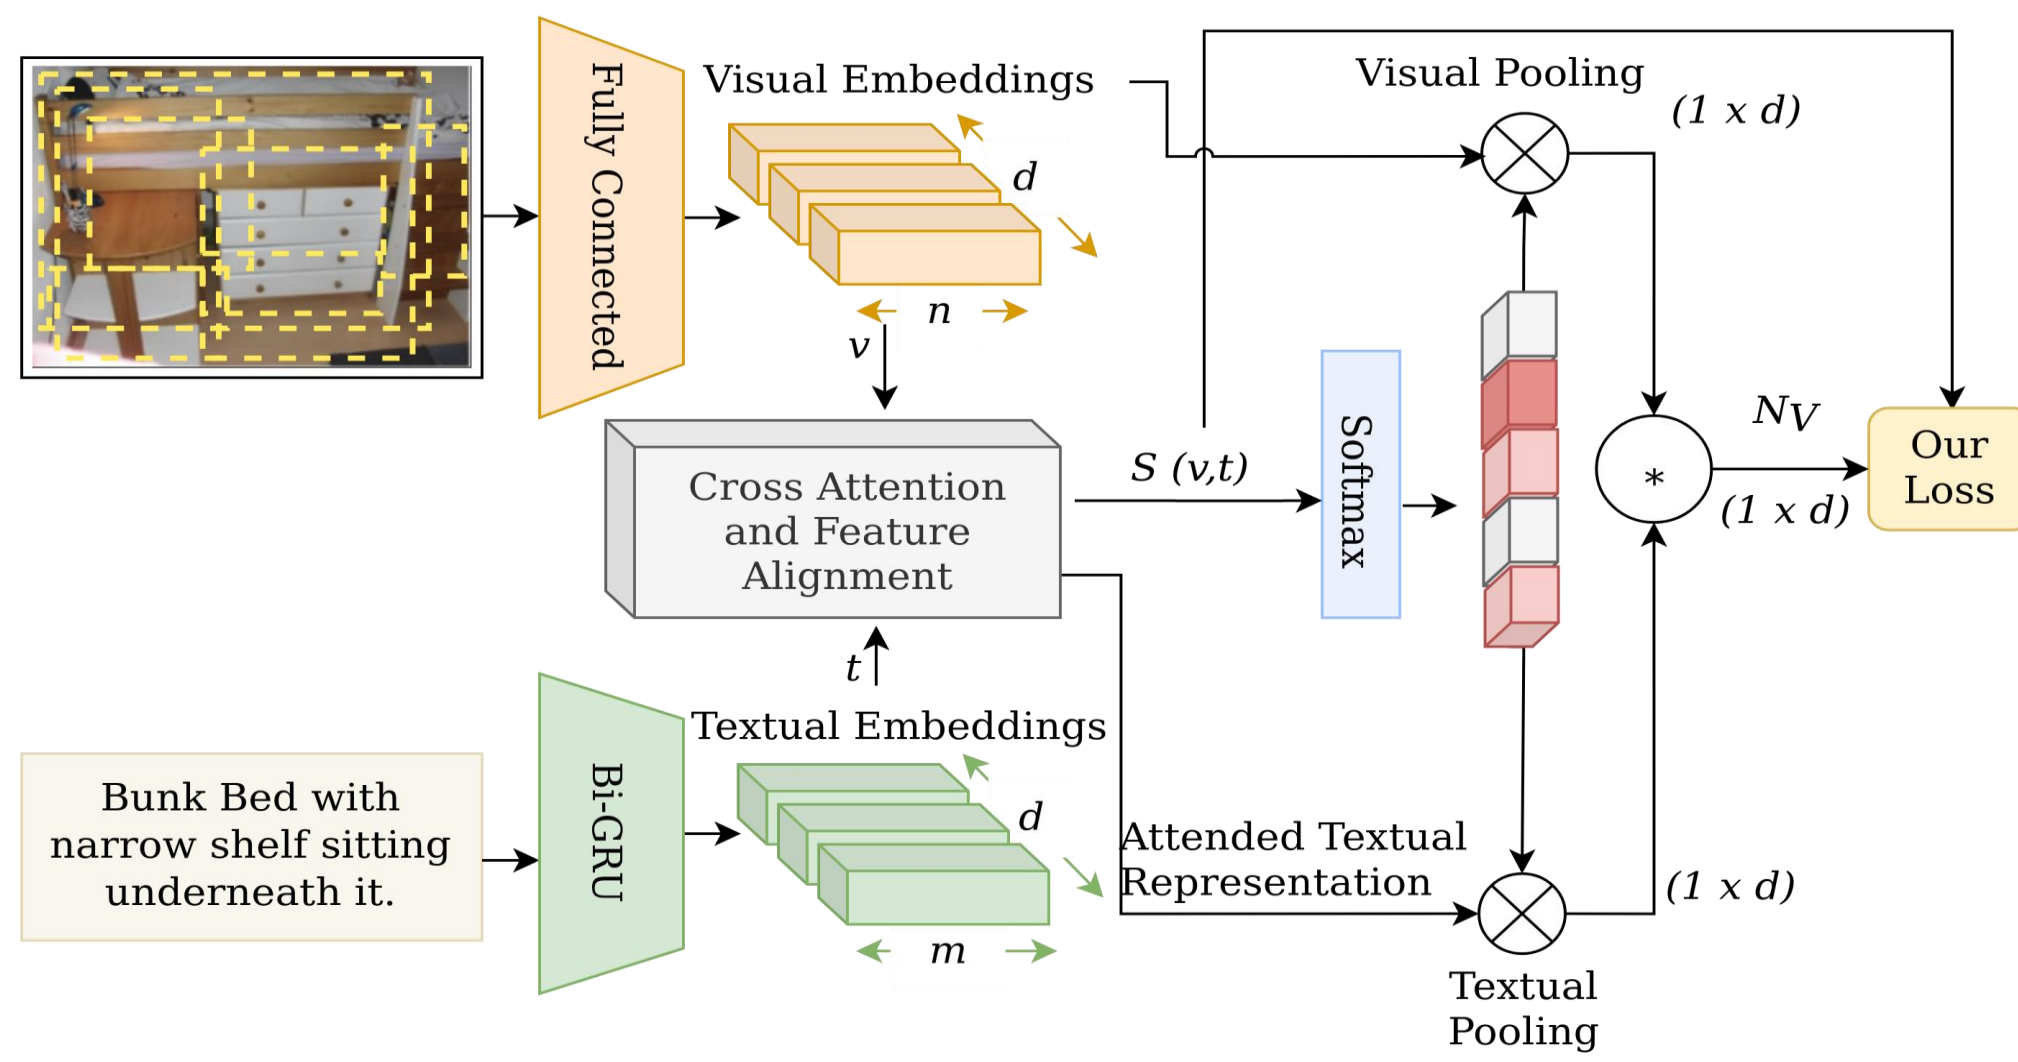 Fully Connected
Visual Embeddings
d
n
v
Visual Pooling
(1 x d)
Cross Attention
and Feature
Alignment
S (v,t)
Softmax
*
NV
(1 x d)
Our
Loss
t
Bunk Bed with
narrow shelf sitting
underneath it.
Bi-GRU
Textual Embeddings
d
m
Attended Textual
Representation
(1 x d)
Textual
Pooling